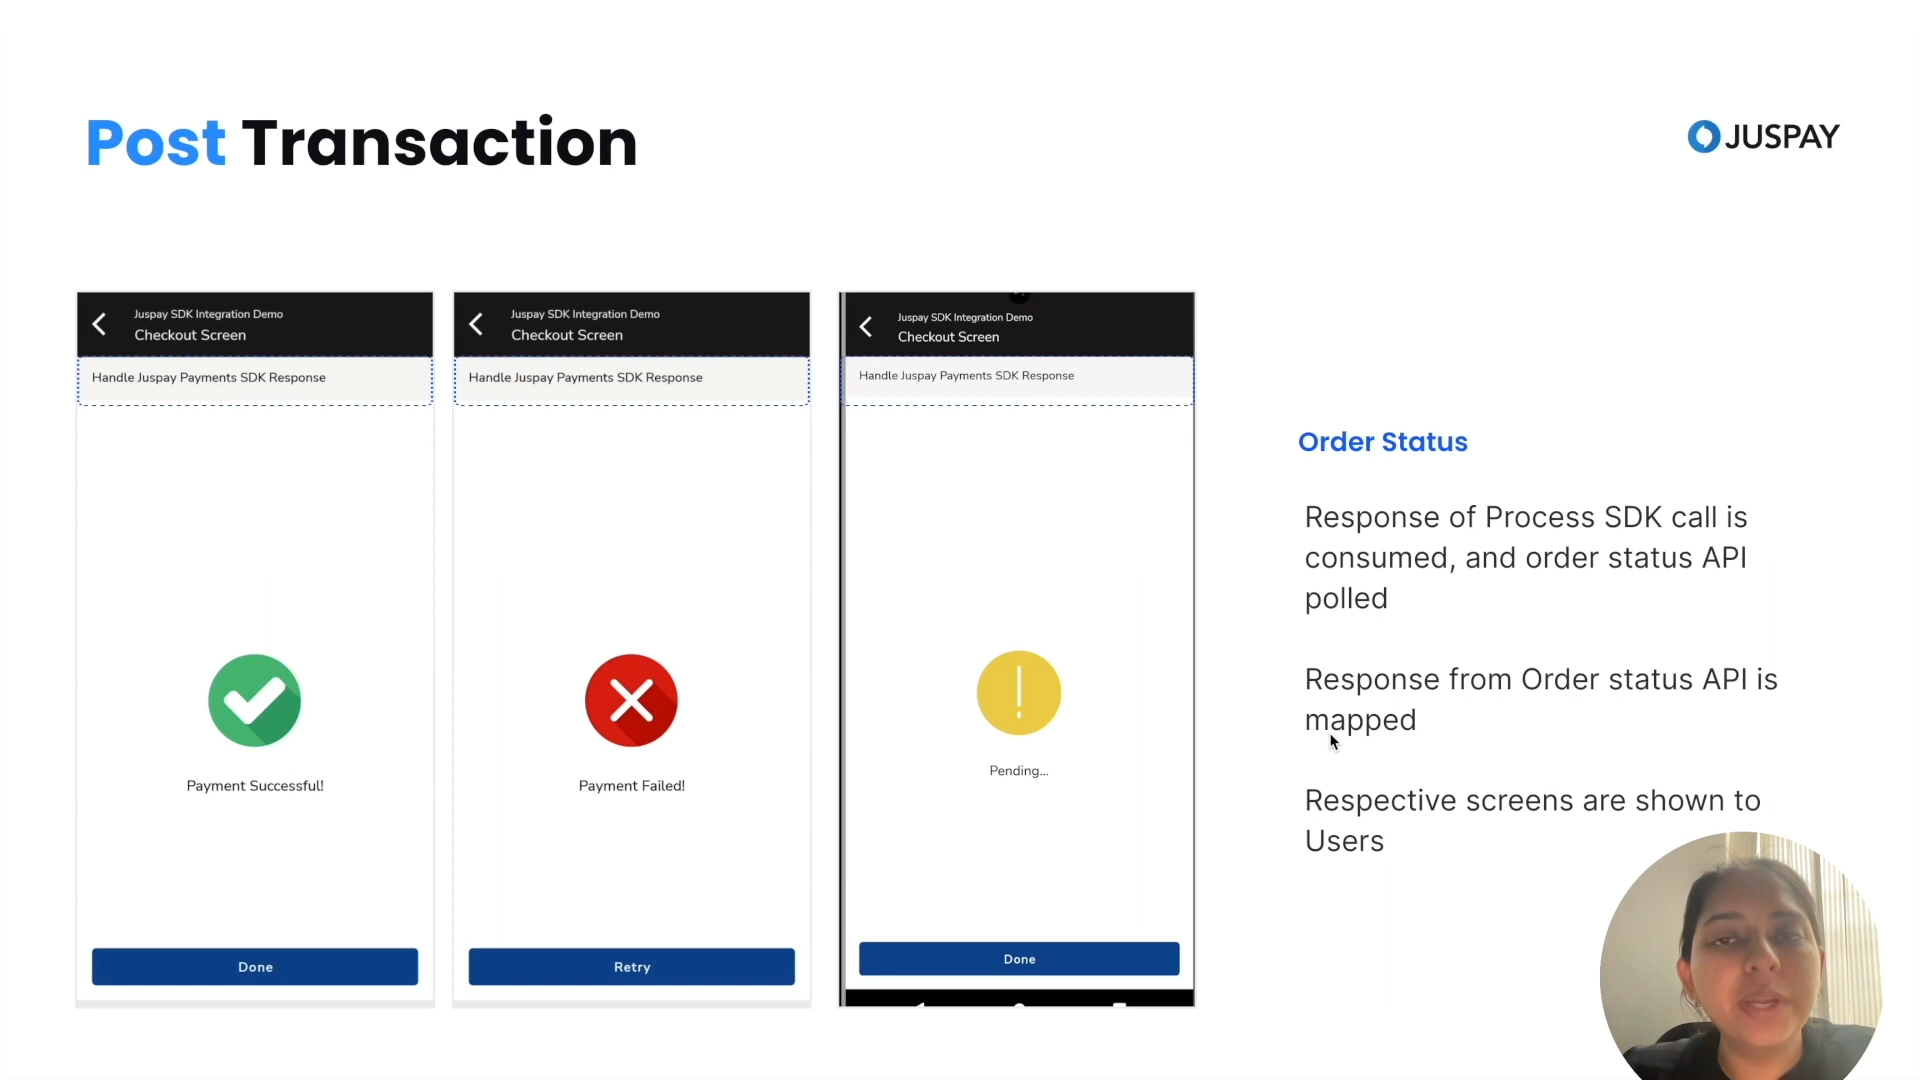 Post Transaction
JUSPAY
Juspay SDK Integration Demo
Checkout Screen
Handle Juspay Payments SDK Response
Payment Successful!
Done
Juspay SDK Integration Demo
Checkout Screen
Handle Juspay Payments SDK Response
Payment Failed!
Retry
Juspay SDK Integration Demo
Checkout Screen
Handle Juspay Payments SDK Response
Pending...
Done
Order Status
Response of Process SDK call is
consumed, and order status API
polled
Response from Order status API is
mapped
Respective screens are shown to
Users